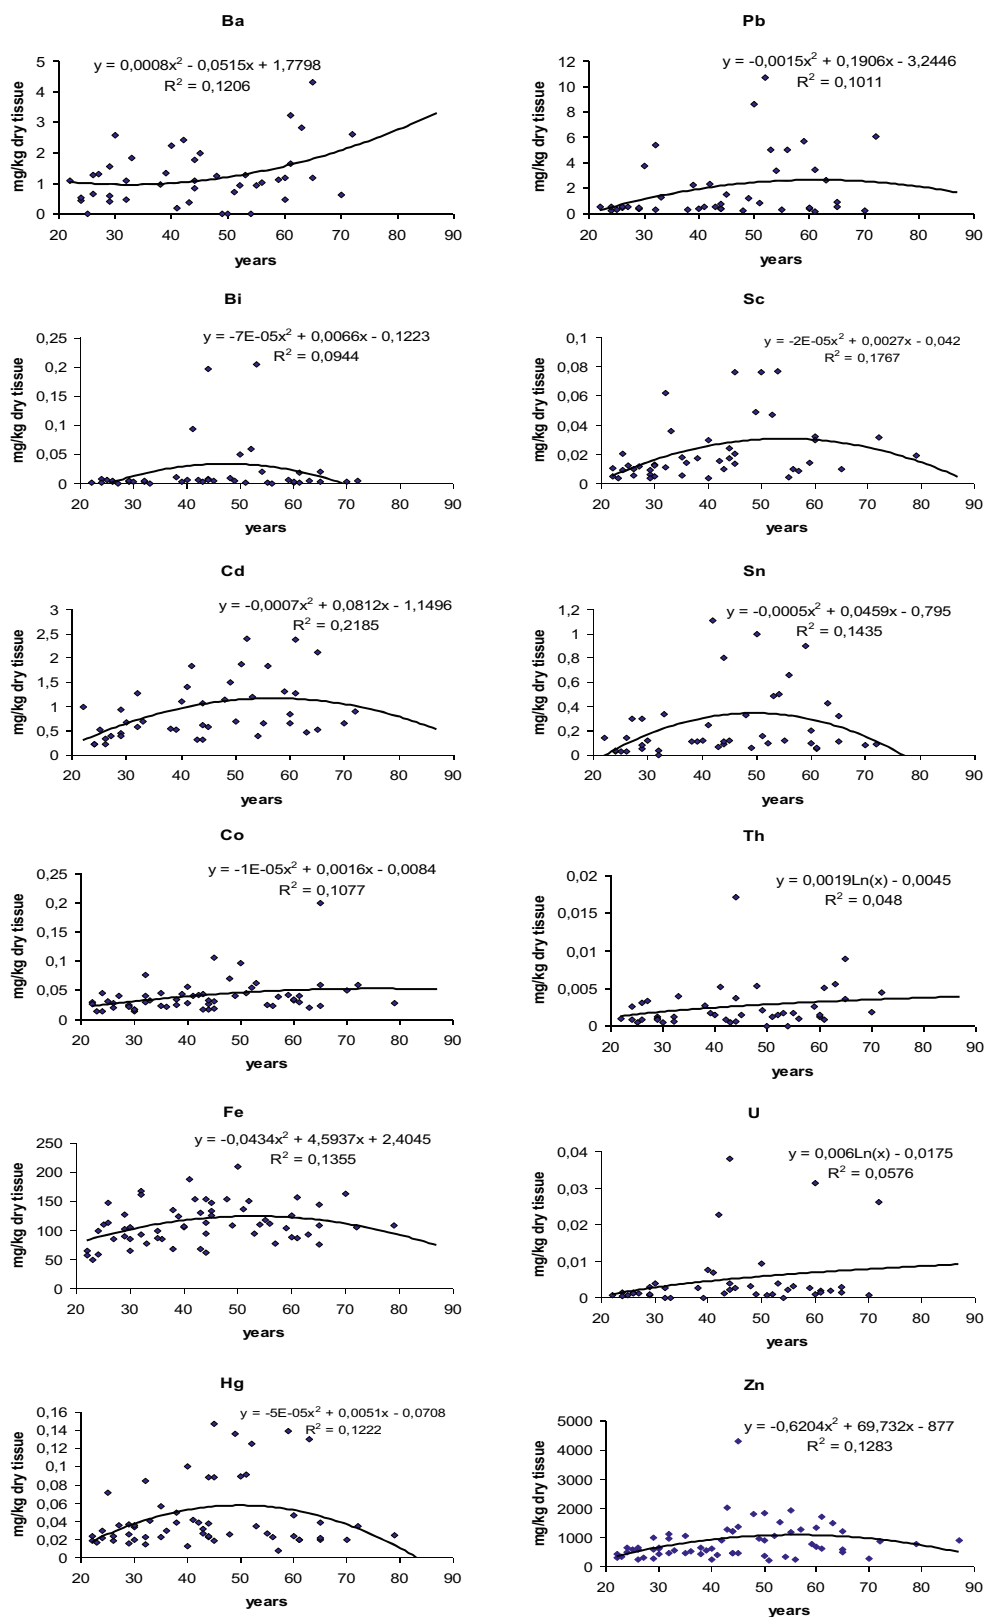 Ba
y = 0,0008x² - 0,0515x + 1,7798
R² = 0,1206
mg/kg dry tissue
5
4
3
2
1
0
20 30 40 50 60 70 80 90
years
Pb
y = -0,0015x² + 0,1906x - 3,2446
R² = 0,1011
mg/kg dry tissue
12
10
8
6
4
2
0
20 30 40 50 60 70 80 90
years
Bi
y = -7E-05x² + 0,0066x - 0,1223
R² = 0,0944
mg/kg dry tissue
0,25
0,2
0,15
0,1
0,05
0
20 30 40 50 60 70 80 90
years
Sc
y = -2E-05x² + 0,0027x - 0,042
R² = 0,1767
mg/kg dry tissue
0,1
0,08
0,06
0,04
0,02
0
20 30 40 50 60 70 80 90
years
Cd
y = -0,0007x² + 0,0812x - 1,1496
R² = 0,2185
mg/kg dry tissue
3
2,5
2
1,5
1
0,5
0
20 30 40 50 60 70 80 90
years
Sn
y = -0,0005x² + 0,0459x - 0,795
R² = 0,1435
mg/kg dry tissue
1,2
1
0,8
0,6
0,4
0,2
0
20 30 40 50 60 70 80 90
years
Co
y = -1E-05x² + 0,0016x - 0,0084
R² = 0,1077
mg/kg dry tissue
0,25
0,2
0,15
0,1
0,05
0
20 30 40 50 60 70 80 90
years
Th
y = 0,0019Ln(x) - 0,0045
R² = 0,048
mg/kg dry tissue
0,02
0,015
0,01
0,005
0
20 30 40 50 60 70 80 90
years
Fe
y = -0,0434x² + 4,5937x + 2,4045
R² = 0,1355
mg/kg dry tissue
250
200
150
100
50
0
20 30 40 50 60 70 80 90
years
U
y = 0,006Ln(x) - 0,0175
R² = 0,0576
mg/kg dry tissue
0,04
0,03
0,02
0,01
0
20 30 40 50 60 70 80 90
years
Hg
y = -5E-05x² + 0,0051x - 0,0708
R² = 0,1222
mg/kg dry tissue
0,16
0,14
0,12
0,1
0,08
0,06
0,04
0,02
0
20 30 40 50 60 70 80 90
years
Zn
y = -0,6204x² + 69,732x - 877
R² = 0,1283
mg/kg dry tissue
5000
4000
3000
2000
1000
0
20 30 40 50 60 70 80 90
years